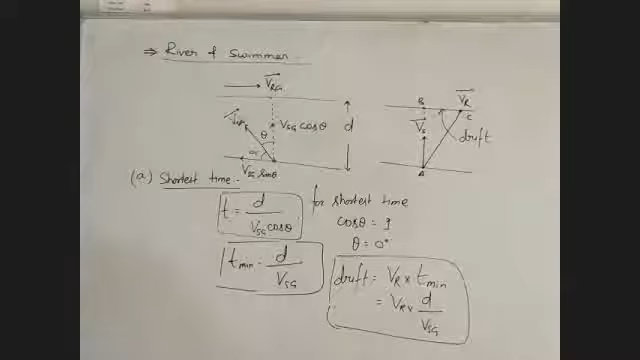 ⇒ River & Swimmer
V_RG
V_SG cosθ
θ
α
d
V_SG sinθ
B
V_R
C
V_s
drift
A
(a) Shortest time -
t = d / V_SG cosθ
for shortest time
cosθ = 1
θ = 0°
t_min = d / V_SG
drift = V_R × t_min
= V_R × d / V_SG